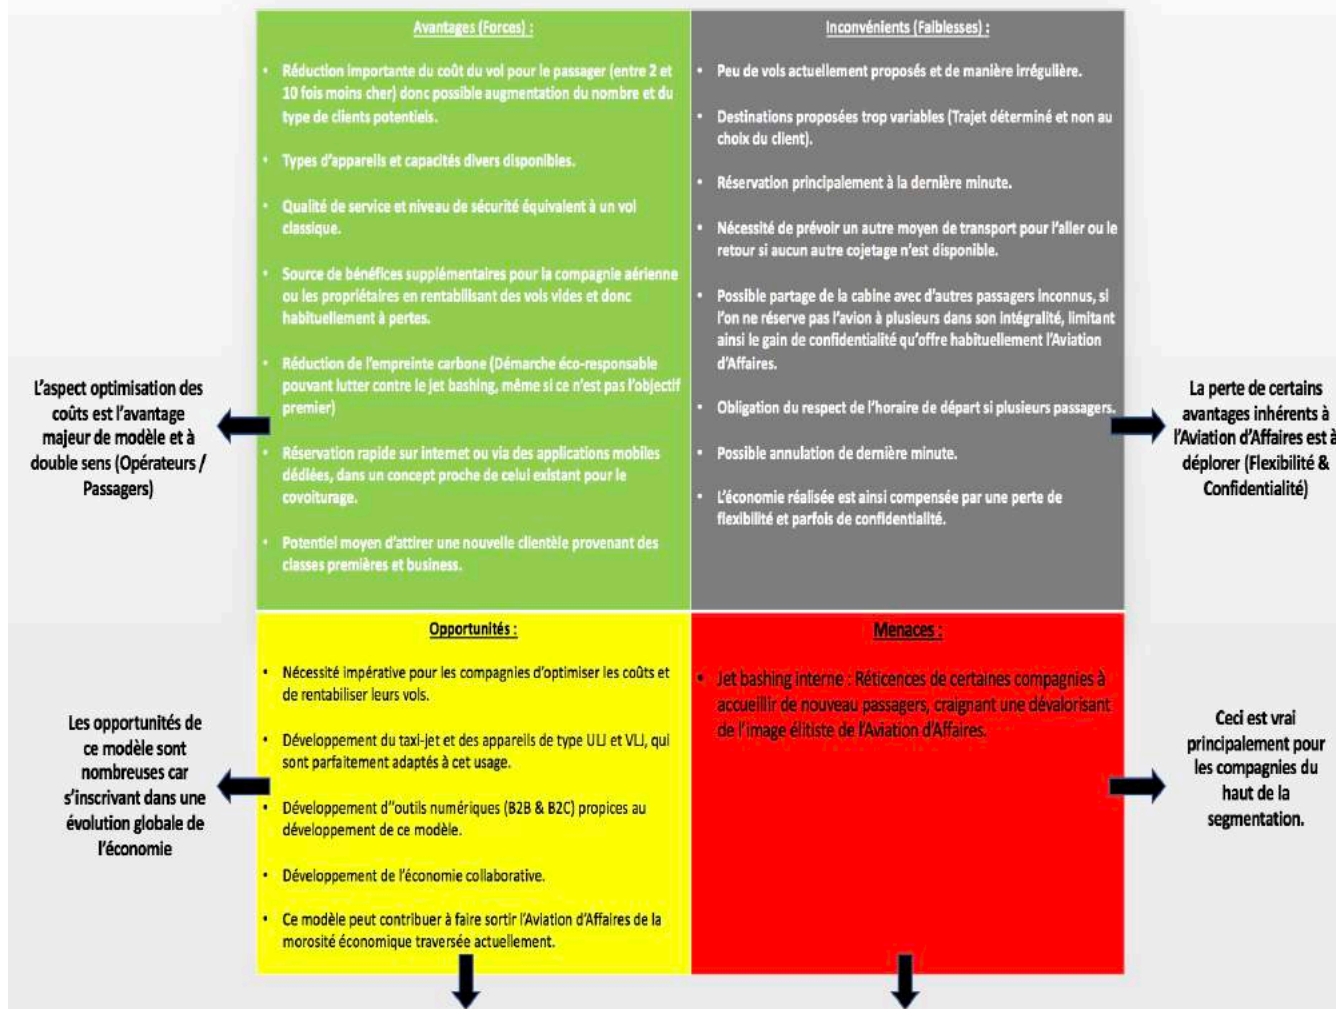 Avantages (Forces) :
• Réduction importante du coût du vol pour le passager (entre 2 et
10 fois moins cher) donc possible augmentation du nombre et du
type de clients potentiels.
• Types d'appareils et capacités divers disponibles.
• Qualité de service et niveau de sécurité équivalent à un vol
classique.
• Source de bénéfices supplémentaires pour la compagnie aérienne
ou les propriétaires en rentabilisant des vols vides et donc
habituellement à pertes.
• Réduction de l'empreinte carbone (Démarche éco-responsable
pouvant lutter contre le jet bashing, même si ce n'est pas l'objectif
premier)
• Réservation rapide sur internet ou via des applications mobiles
dédiées, dans un concept proche de celui existant pour le
covoiturage.
• Potentiel moyen d'attirer une nouvelle clientèle provenant des
classes premières et business.
Inconvénients (Faiblesses) :
• Peu de vols actuellement proposés et de manière irrégulière.
• Destinations proposées trop variables (Trajet déterminé et non au
choix du client).
• Réservation principalement à la dernière minute.
• Nécessité de prévoir un autre moyen de transport pour l'aller ou le
retour si aucun autre cojetage n'est disponible.
• Possible partage de la cabine avec d'autres passagers inconnus, si
l'on ne réserve pas l'avion à plusieurs dans son intégralité, limitant
ainsi le gain de confidentialité qu'offre habituellement l'Aviation
d'Affaires.
• Obligation du respect de l'horaire de départ si plusieurs passagers.
• Possible annulation de dernière minute.
• L'économie réalisée est ainsi compensée par une perte de
flexibilité et parfois de confidentialité.
L'aspect optimisation des
coûts est l'avantage
majeur de modèle et à
double sens (Opérateurs /
Passagers)
La perte de certains
avantages inhérents à
l'Aviation d'Affaires est à
déplorer (Flexibilité &
Confidentialité)
Opportunités :
• Nécessité impérative pour les compagnies d'optimiser les coûts et
de rentabiliser leurs vols.
• Développement du taxi-jet et des appareils de type ULJ et VLJ, qui
sont parfaitement adaptés à cet usage.
• Développement d''outils numériques (B2B & B2C) propices au
développement de ce modèle.
• Développement de l'économie collaborative.
• Ce modèle peut contribuer à faire sortir l'Aviation d'Affaires de la
morosité économique traversée actuellement.
Menaces :
• Jet bashing interne : Réticences de certaines compagnies à
accueillir de nouveau passagers, craignant une dévalorisant
de l'image élitiste de l'Aviation d'Affaires.
Les opportunités de
ce modèle sont
nombreuses car
s'inscrivant dans une
évolution globale de
l'économie
Ceci est vrai
principalement pour
les compagnies du
haut de la
segmentation.